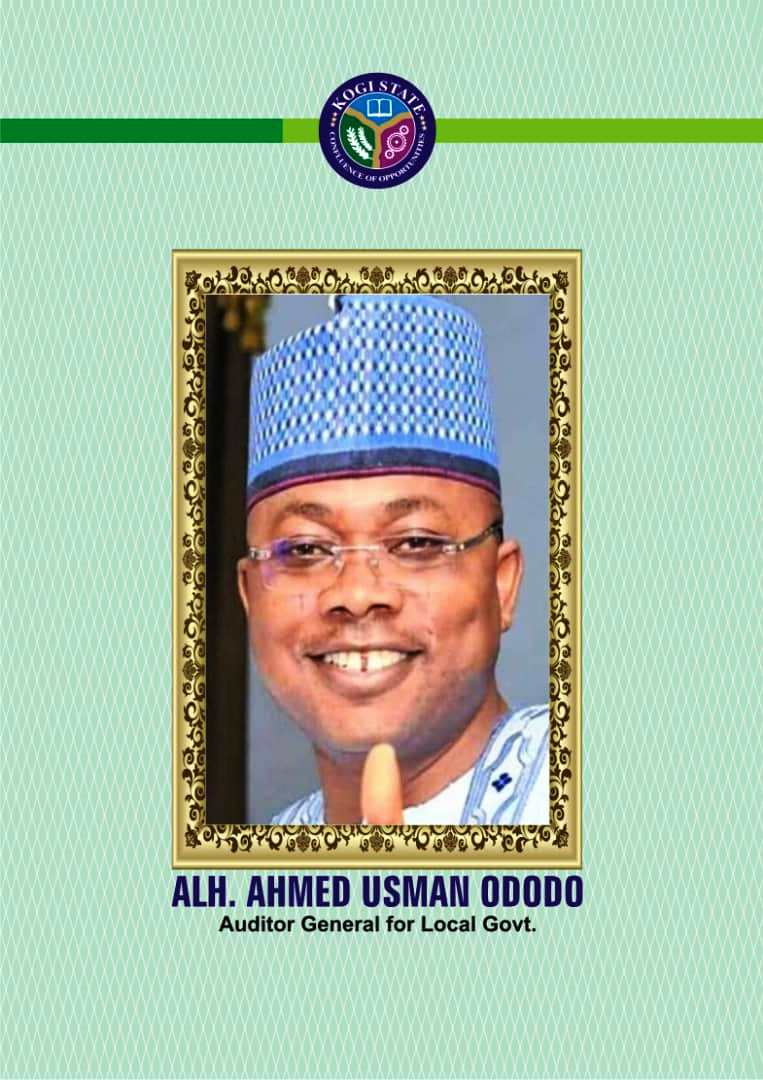 KOGI STATE
CONFLUENCE OF OPPORTUNITIES
ALH. AHMED USMAN ODODO
Auditor General for Local Govt.